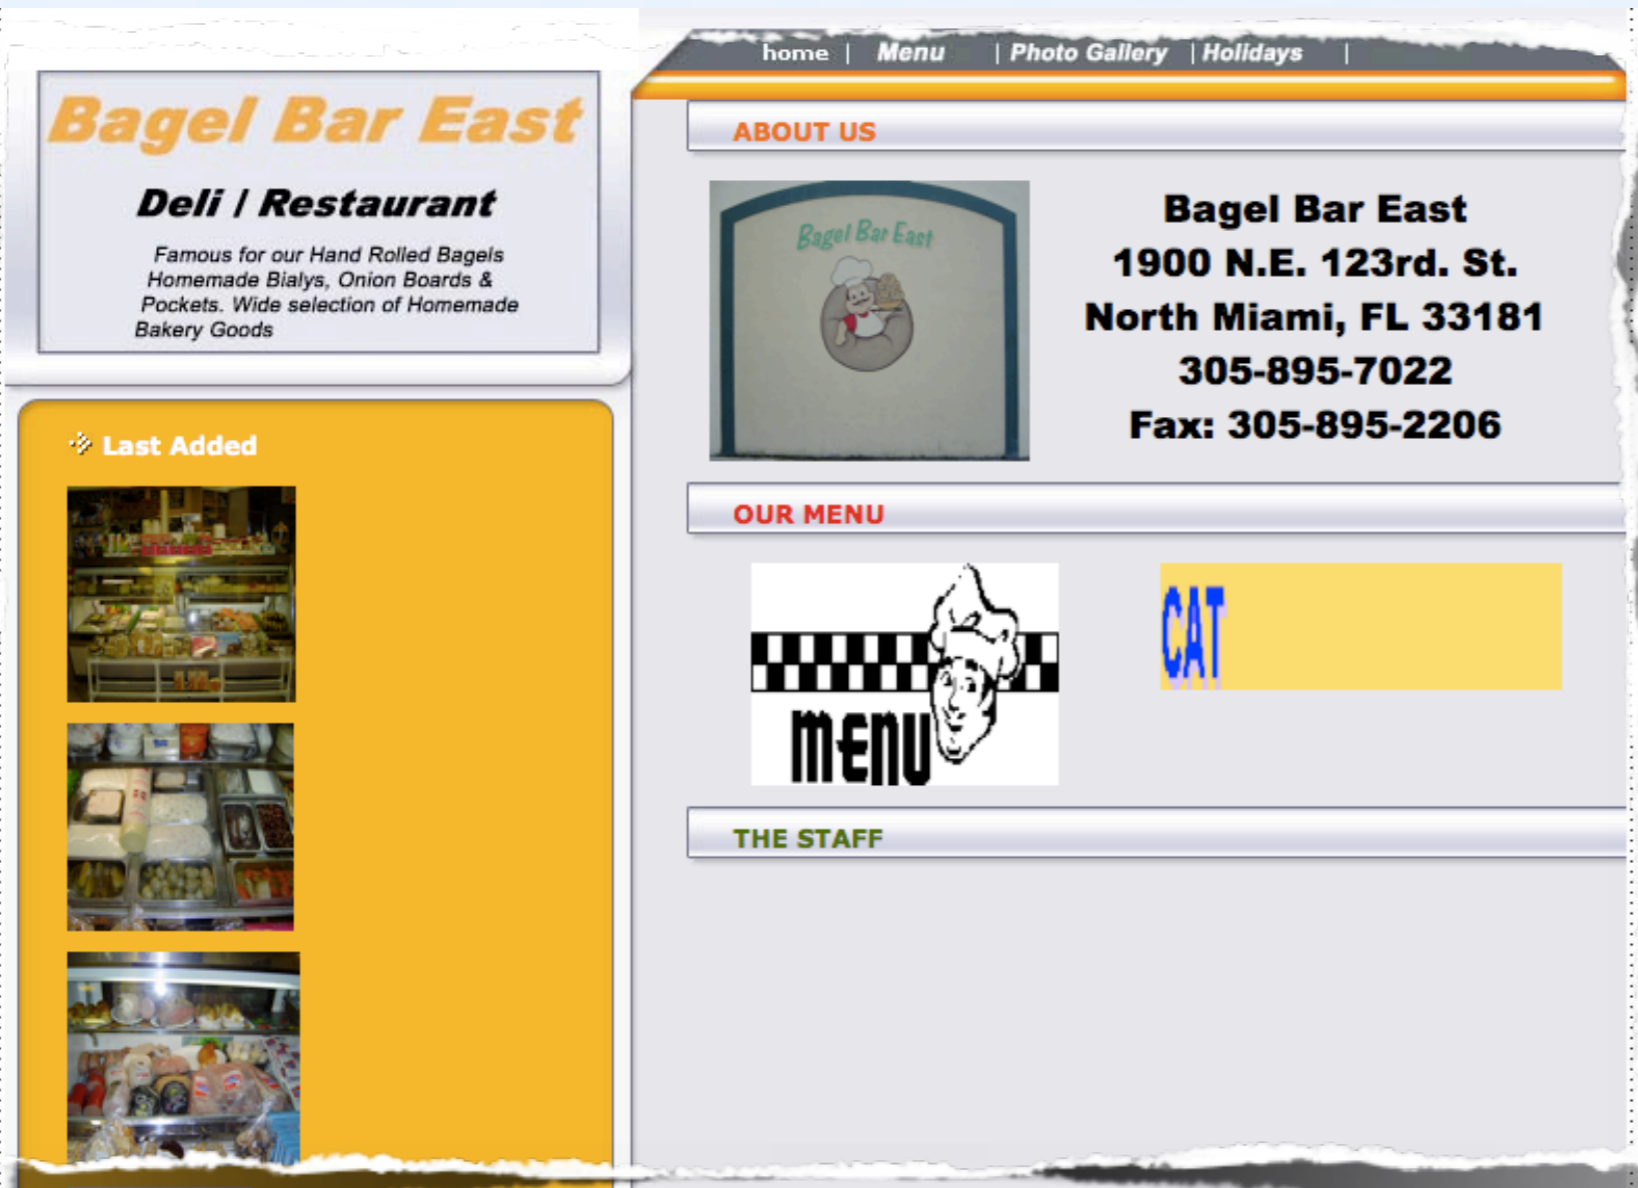 home | Menu | Photo Gallery | Holidays |
Bagel Bar East
Deli / Restaurant
Famous for our Hand Rolled Bagels
Homemade Bialys, Onion Boards &
Pockets. Wide selection of Homemade
Bakery Goods
Last Added
ABOUT US
Bagel Bar East
Bagel Bar East
1900 N.E. 123rd. St.
North Miami, FL 33181
305-895-7022
Fax: 305-895-2206
OUR MENU
MENU
CAT
THE STAFF